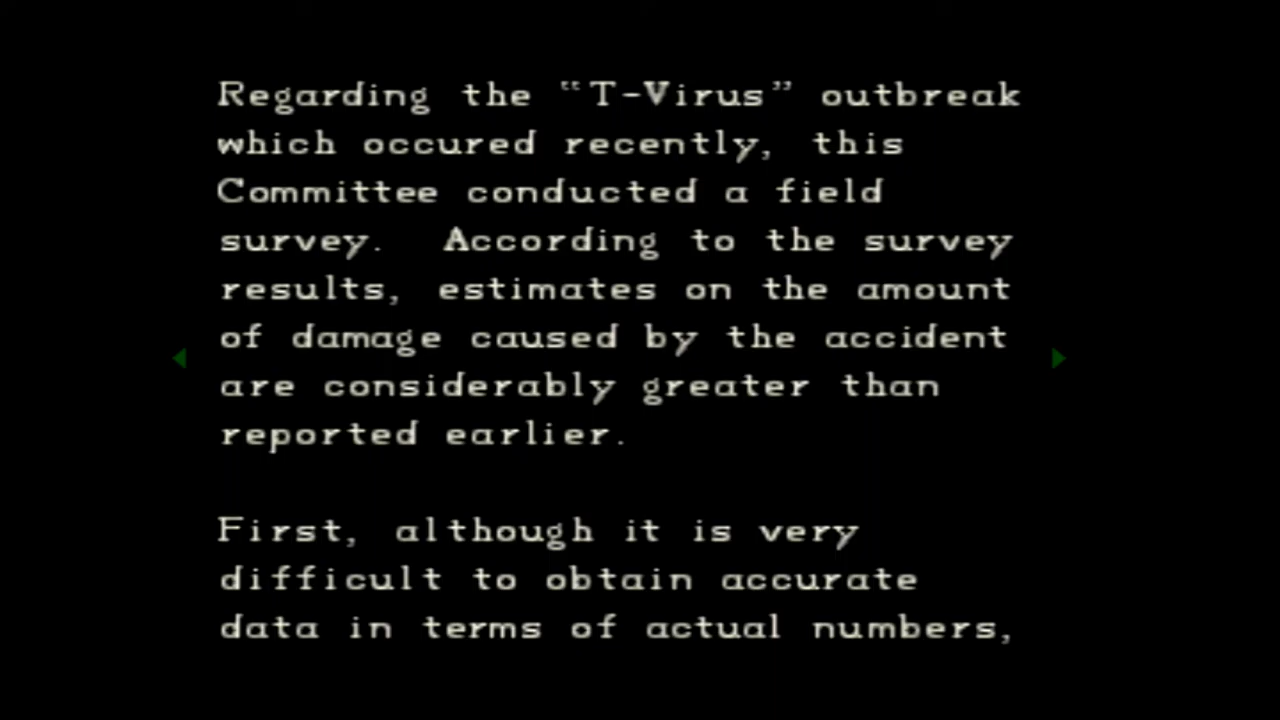 Regarding the “T-Virus” outbreak
which occured recently, this
Committee conducted a field
survey. According to the survey
results, estimates on the amount
of damage caused by the accident
are considerably greater than
reported earlier.
First, although it is very
difficult to obtain accurate
data in terms of actual numbers,